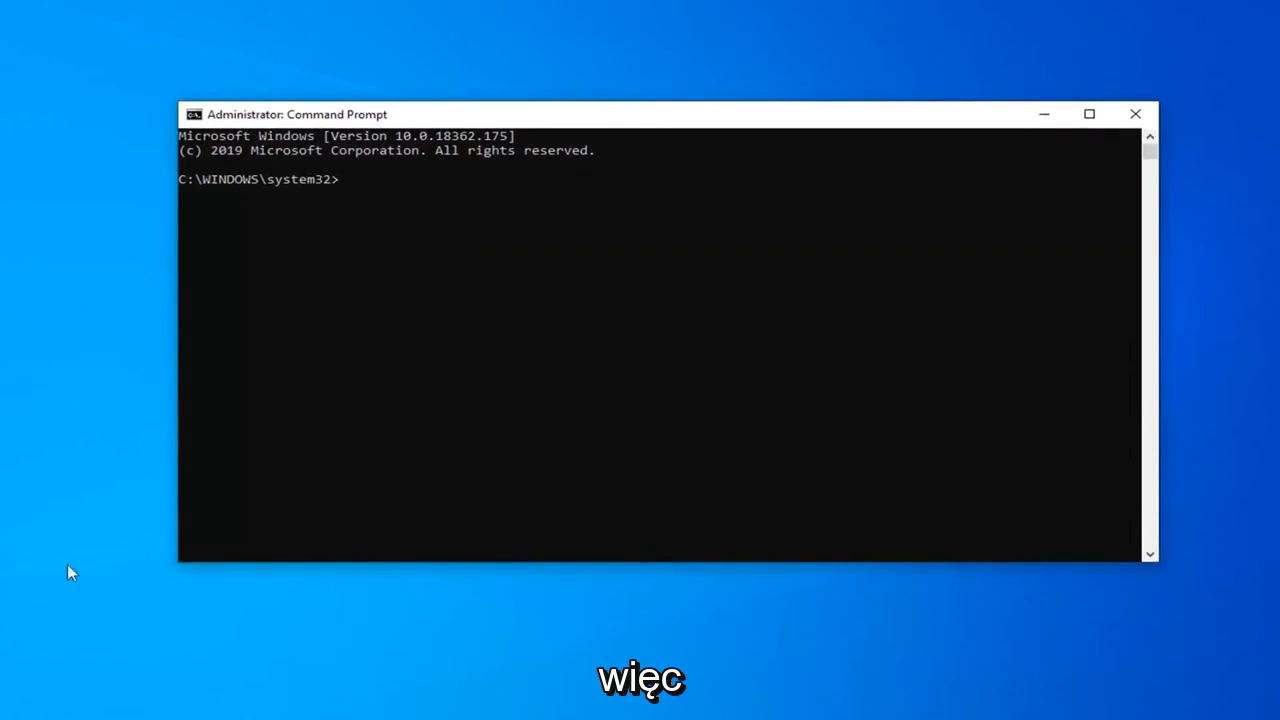 Administrator: Command Prompt
Microsoft Windows [Version 10.0.18362.175]
(c) 2019 Microsoft Corporation. All rights reserved.
C:\WINDOWS\system32>
więc